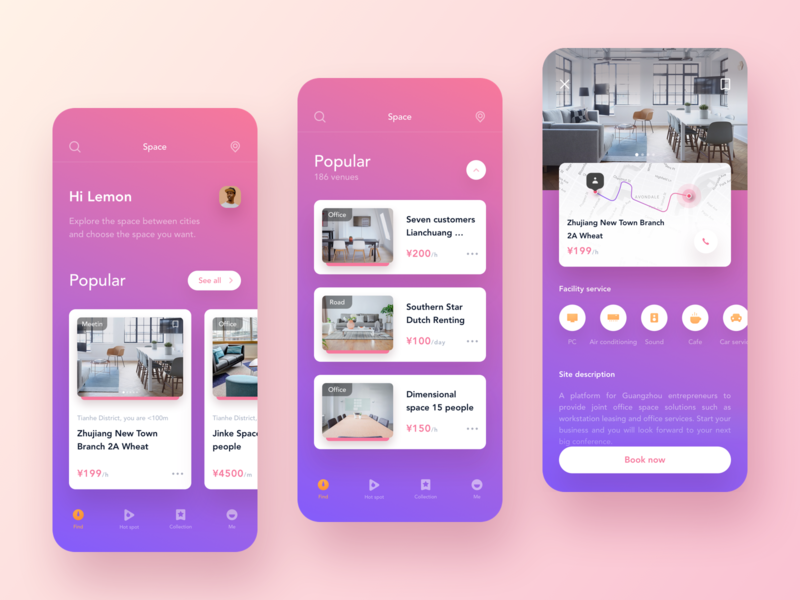 Space
Hi Lemon
Explore the space between cities
and choose the space you want.
Popular
See all
Meetin
Tianhe District, you are <100m
Zhujiang New Town
Branch 2A Wheat
¥199/h
Office
Tianhe District,
Jinke Space
people
¥4500/m
Find
Hot spots
Collection
Me
Space
Popular
186 venues
Office
Seven customers
Lianchuang ...
¥200/h
Road
Southern Star
Dutch Renting
¥100/day
Office
Dimensional
space 15 people
¥150/h
Find
Hot spots
Collection
Me
Zhujiang New Town Branch
2A Wheat
¥199/h
Facility service
PC
Air conditioning
Sound
Cafe
Car servi
Site description
A platform for Guangzhou entrepreneurs to
provide joint office space solutions such as
workstation leasing and office services. Start your
business and you will look forward to your next
big conference.
Book now